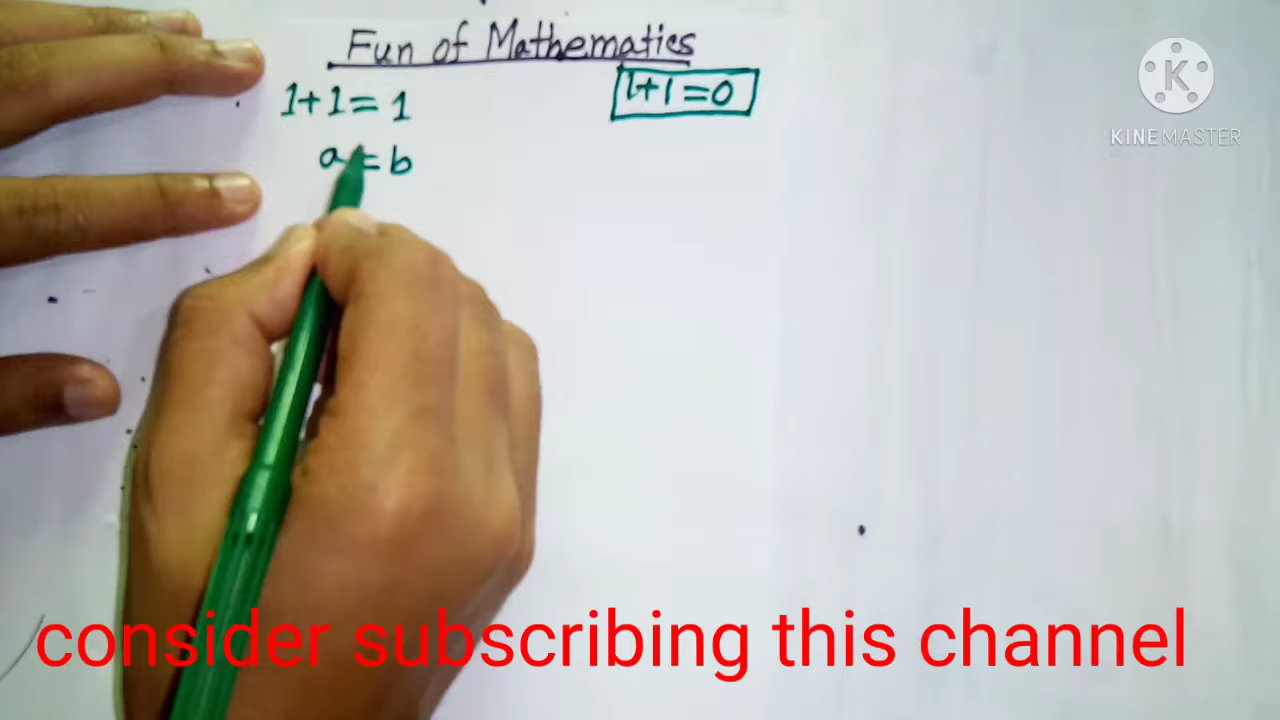 Fun of Mathematics
1+1=1
1+1=0
a=b
K
KINEMASTER
consider subscribing this channel